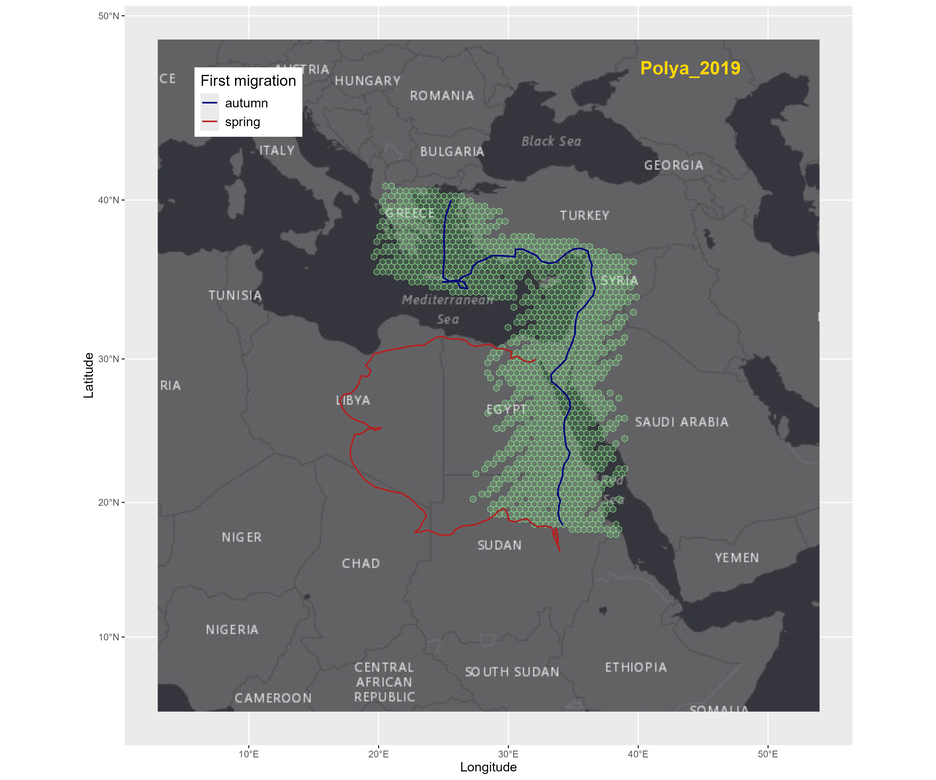 50°N
Polya_2019
CE
AUSTRIA
First migration
autumn
spring
HUNGARY
ROMANIA
Black Sea
ITALY
BULGARIA
GEORGIA
40°N
GREECE
TURKEY
SYRIA
TUNISIA
Mediterranean
Sea
30°N
Latitude
RIA
LIBYA
EGYPT
SAUDI ARABIA
Red
Sea
20°N
NIGER
SUDAN
CHAD
YEMEN
10°N
NIGERIA
CENTRAL
AFRICAN
REPUBLIC
SOUTH SUDAN
ETHIOPIA
CAMEROON
SOMALIA
10°E 20°E 30°E 40°E 50°E
Longitude